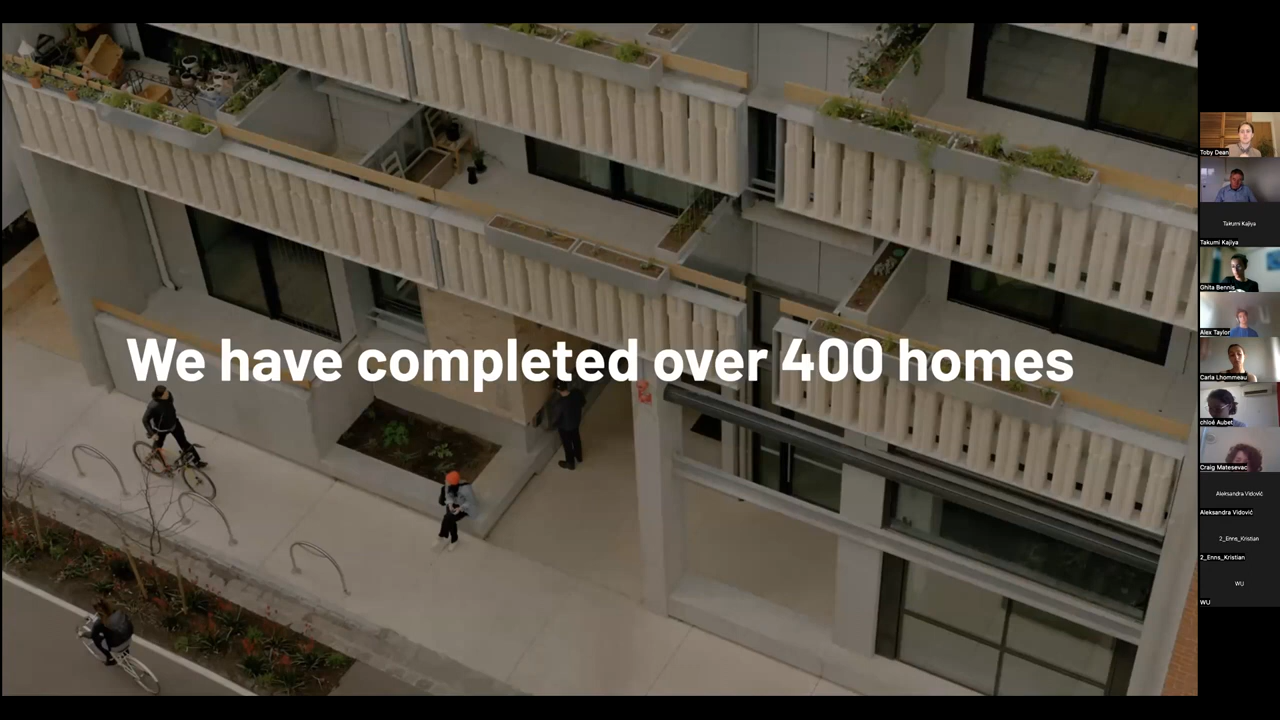 We have completed over 400 homes
Toby Dean
Takumi Kajiya
Takumi Kajiya
Ghita Bennis
Alex Taylor
Carla Lhommeau
chloé Aubet
Craig Matesevac
Aleksandra Vidović
Aleksandra Vidović
2_Enns_Kristian
2_Enns_Kristian
WU
WU